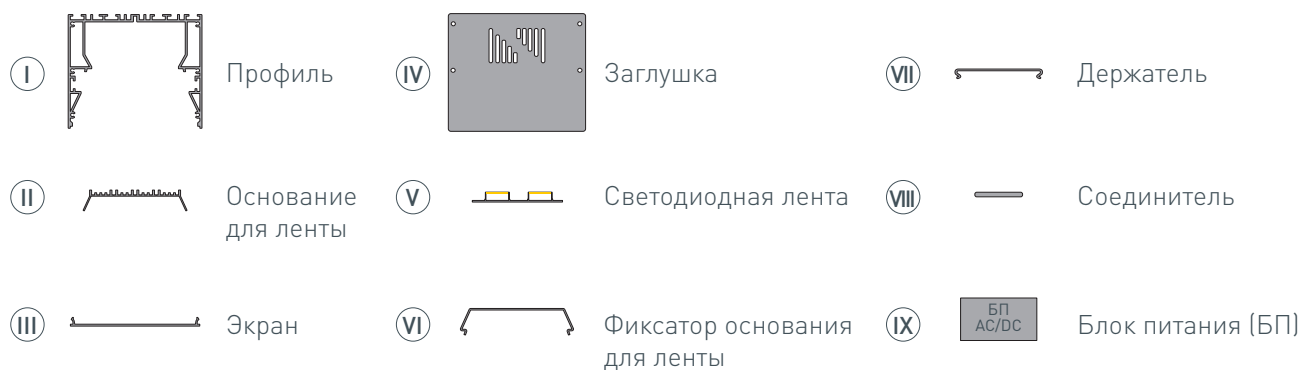 I Профиль
IV Заглушка
VII Держатель
II Основание
для ленты
V Светодиодная лента
VIII Соединитель
III Экран
VI Фиксатор основания
для ленты
IX БП
AC/DC
Блок питания (БП)